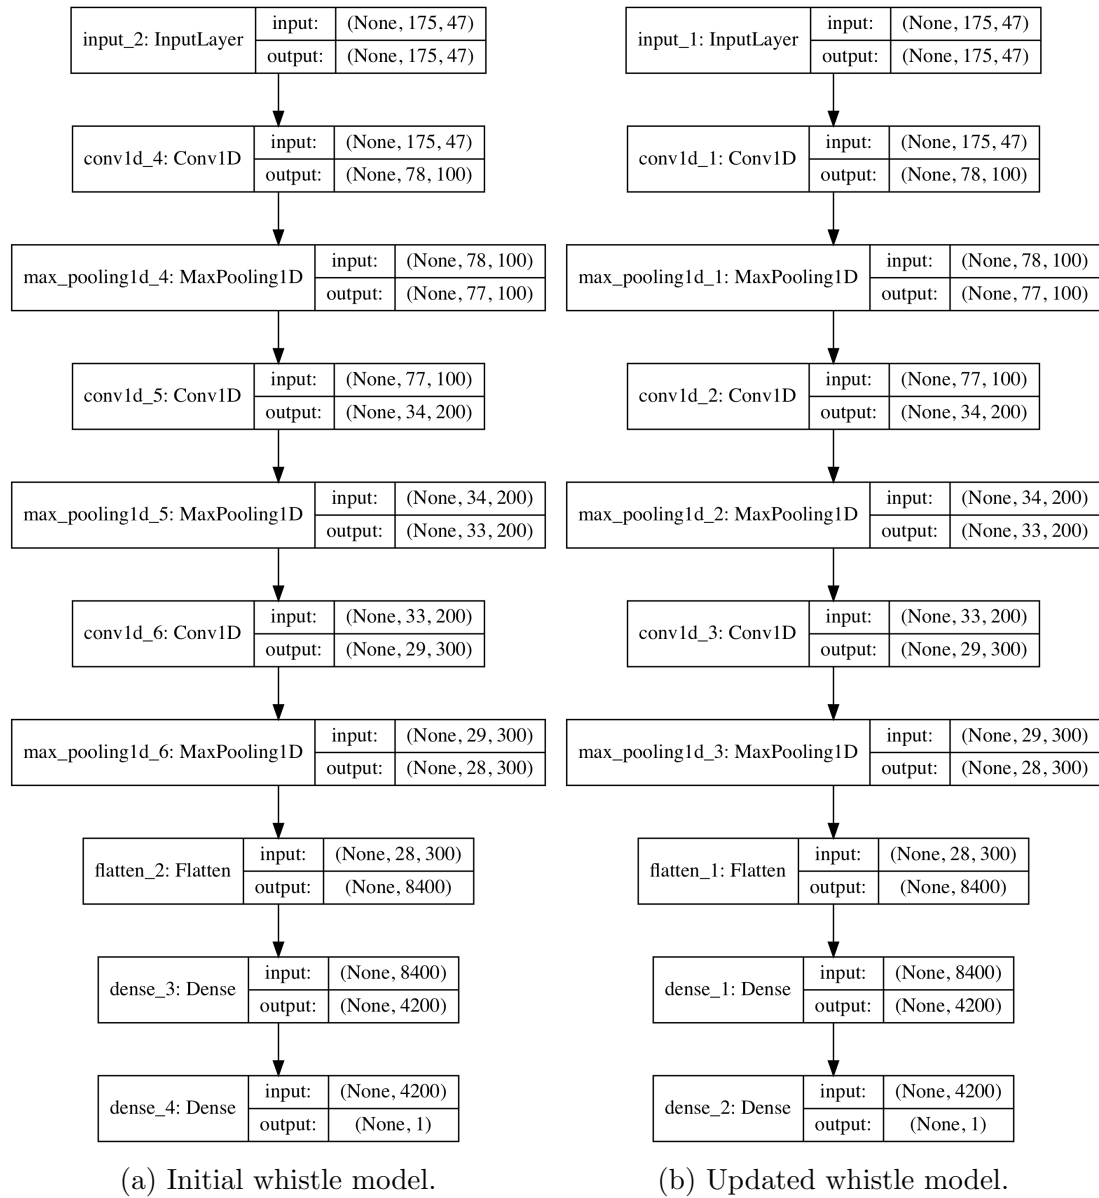 input_2: InputLayer
input:
(None, 175, 47)
output:
(None, 175, 47)
conv1d_4: Conv1D
input:
(None, 175, 47)
output:
(None, 78, 100)
max_pooling1d_4: MaxPooling1D
input:
(None, 78, 100)
output:
(None, 77, 100)
conv1d_5: Conv1D
input:
(None, 77, 100)
output:
(None, 34, 200)
max_pooling1d_5: MaxPooling1D
input:
(None, 34, 200)
output:
(None, 33, 200)
conv1d_6: Conv1D
input:
(None, 33, 200)
output:
(None, 29, 300)
max_pooling1d_6: MaxPooling1D
input:
(None, 29, 300)
output:
(None, 28, 300)
flatten_2: Flatten
input:
(None, 28, 300)
output:
(None, 8400)
dense_3: Dense
input:
(None, 8400)
output:
(None, 4200)
dense_4: Dense
input:
(None, 4200)
output:
(None, 1)
(a) Initial whistle model.
input_1: InputLayer
input:
(None, 175, 47)
output:
(None, 175, 47)
conv1d_1: Conv1D
input:
(None, 175, 47)
output:
(None, 78, 100)
max_pooling1d_1: MaxPooling1D
input:
(None, 78, 100)
output:
(None, 77, 100)
conv1d_2: Conv1D
input:
(None, 77, 100)
output:
(None, 34, 200)
max_pooling1d_2: MaxPooling1D
input:
(None, 34, 200)
output:
(None, 33, 200)
conv1d_3: Conv1D
input:
(None, 33, 200)
output:
(None, 29, 300)
max_pooling1d_3: MaxPooling1D
input:
(None, 29, 300)
output:
(None, 28, 300)
flatten_1: Flatten
input:
(None, 28, 300)
output:
(None, 8400)
dense_1: Dense
input:
(None, 8400)
output:
(None, 4200)
dense_2: Dense
input:
(None, 4200)
output:
(None, 1)
(b) Updated whistle model.